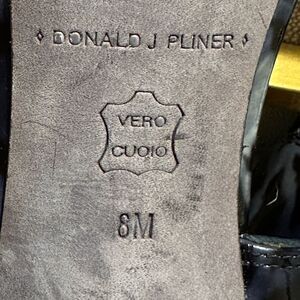 ◆ DONALD J PLINER ◆
VERO
CUOIO
8M